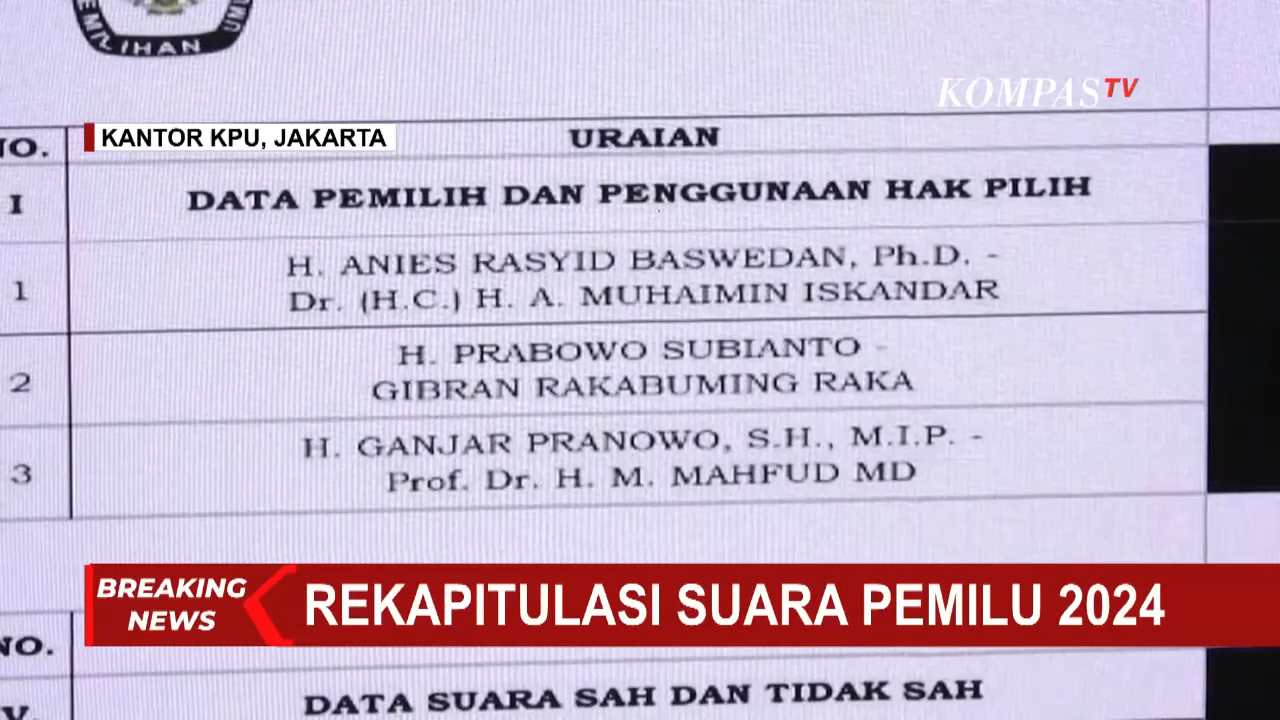 EMILIHAN UMU
KOMPASTV
KANTOR KPU, JAKARTA
NO. URAIAN
I DATA PEMILIH DAN PENGGUNAAN HAK PILIH
1 H. ANIES RASYID BASWEDAN, Ph.D. -
Dr. (H.C.) H. A. MUHAIMIN ISKANDAR
2 H. PRABOWO SUBIANTO -
GIBRAN RAKABUMING RAKA
3 H. GANJAR PRANOWO, S.H., M.I.P. -
Prof. Dr. H. M. MAHFUD MD
BREAKING NEWS
REKAPITULASI SUARA PEMILU 2024
NO.
V. DATA SUARA SAH DAN TIDAK SAH